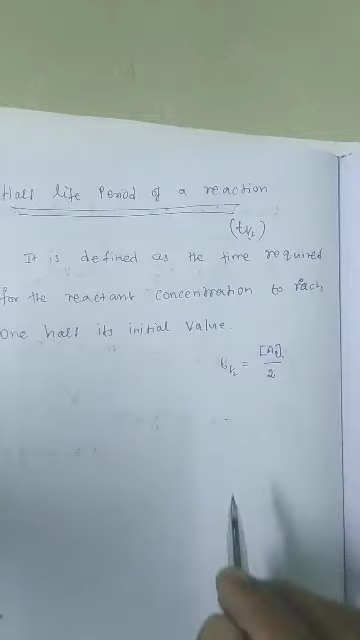 Half life Period of a reaction
(t½)
It is defined as the time required
for the reactant concentration to reach
One half its initial value.
t½ = [A₀] / 2